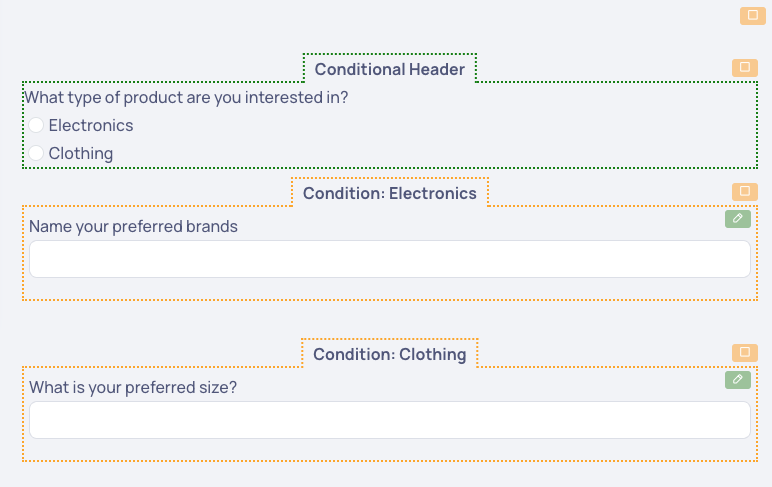 Conditional Header
What type of product are you interested in?
Electronics
Clothing
Condition: Electronics
Name your preferred brands
Condition: Clothing
What is your preferred size?